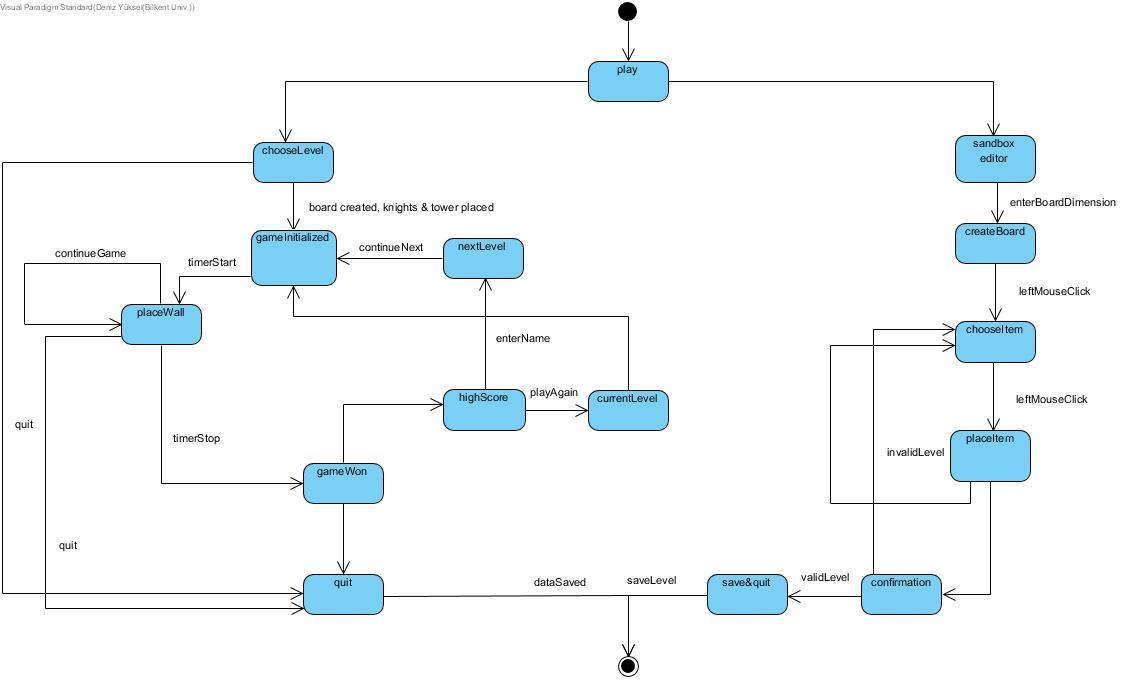 Visual Paradigm Standard(Deniz Yüksel(Bilkent Univ.))
play
chooseLevel
sandbox
editor
board created, knights & tower placed
enterBoardDimension
gameInitialized
nextLevel
continueNext
createBoard
continueGame
timerStart
leftMouseClick
placeWall
chooseItem
enterName
highScore
playAgain
currentLevel
leftMouseClick
quit
timerStop
placeItem
invalidLevel
gameWon
quit
quit
dataSaved
saveLevel
save&quit
validLevel
confirmation